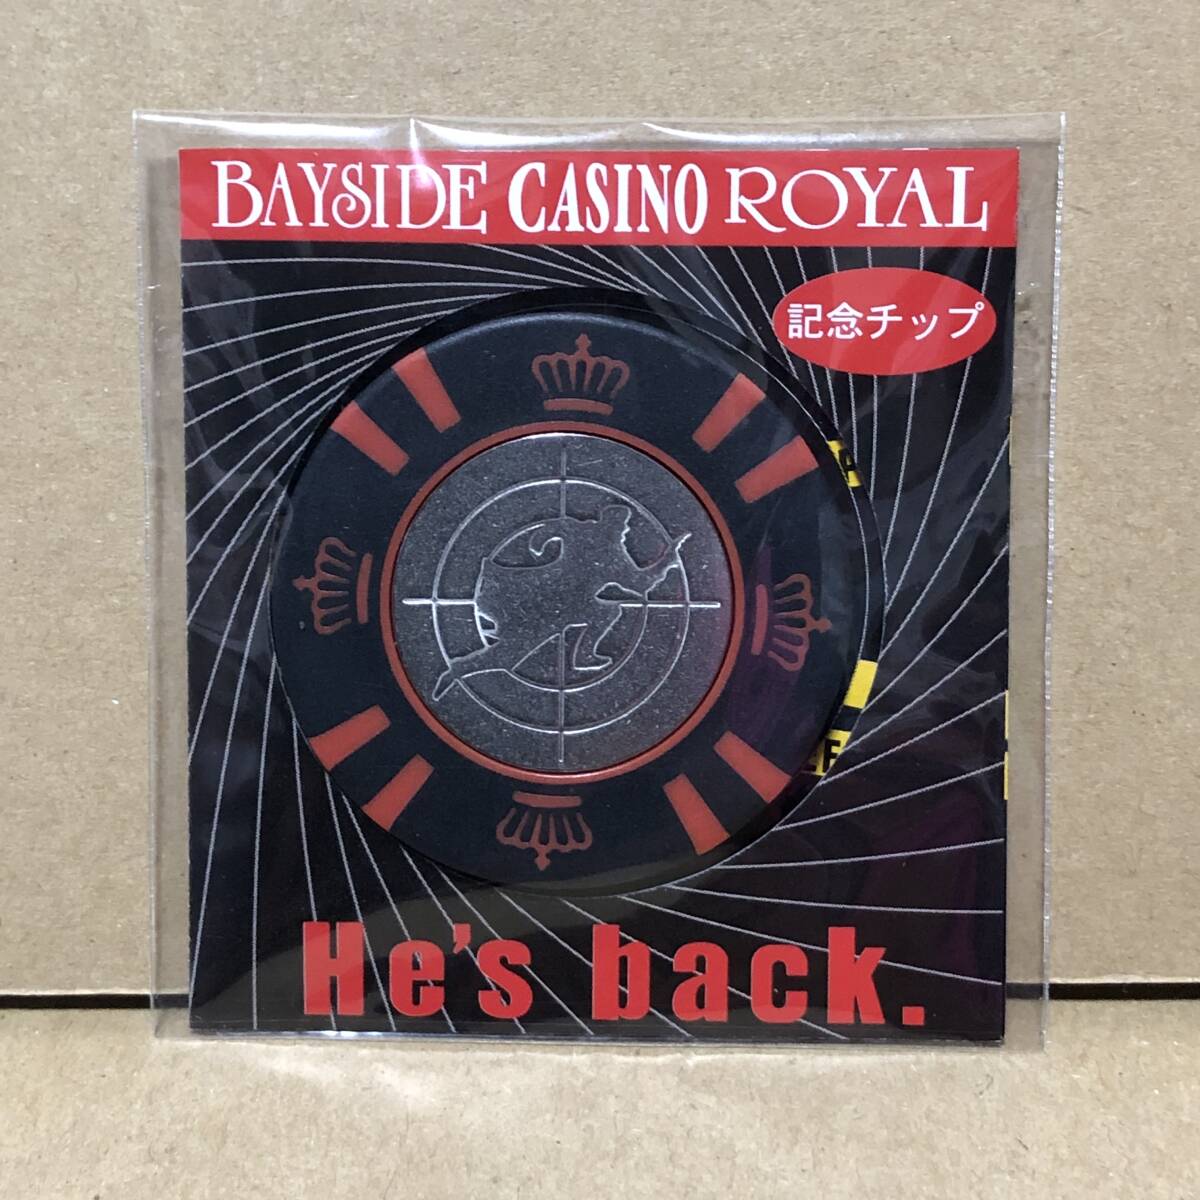 BAYSIDE CASINO ROYAL
記念チップ
He's back.